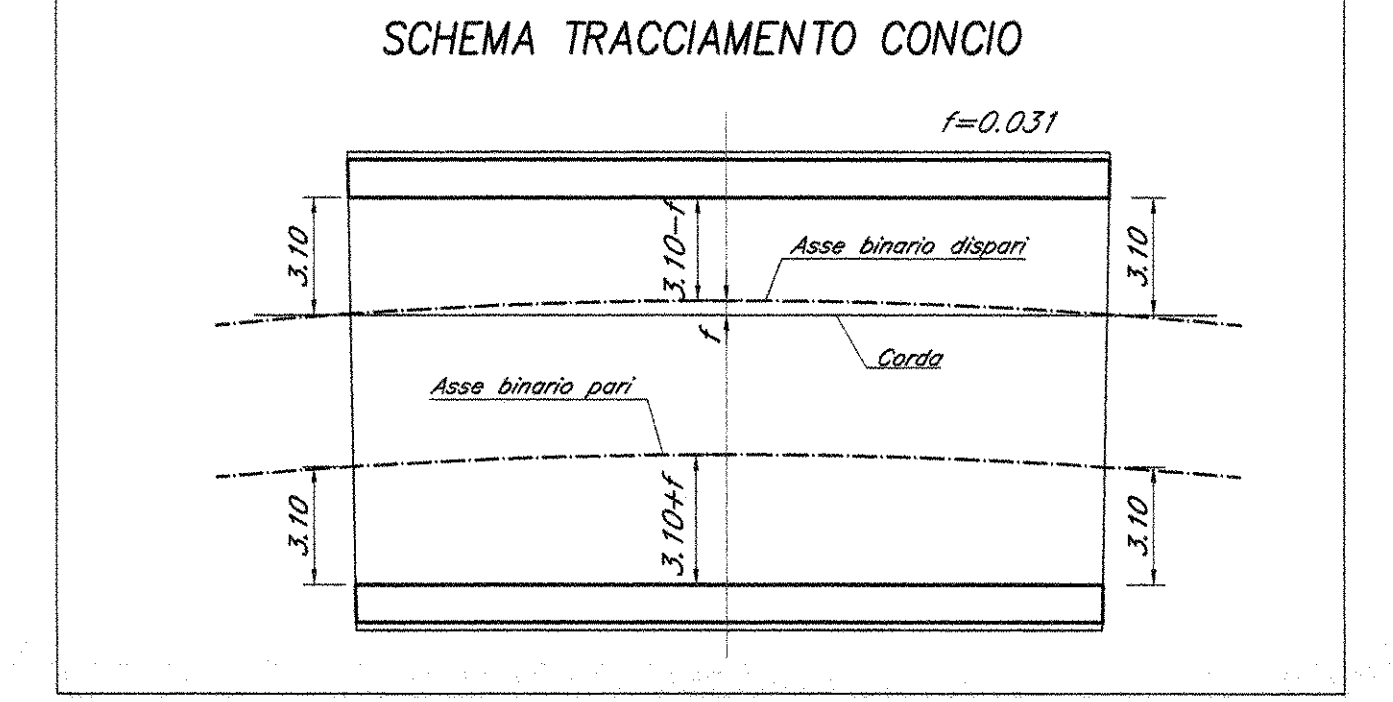 SCHEMA TRACCIAMENTO CONCIO
f=0.031
3.10
3.10-f
Asse binario dispari
3.10
f
Corda
Asse binario pari
3.10
3.10+f
3.10